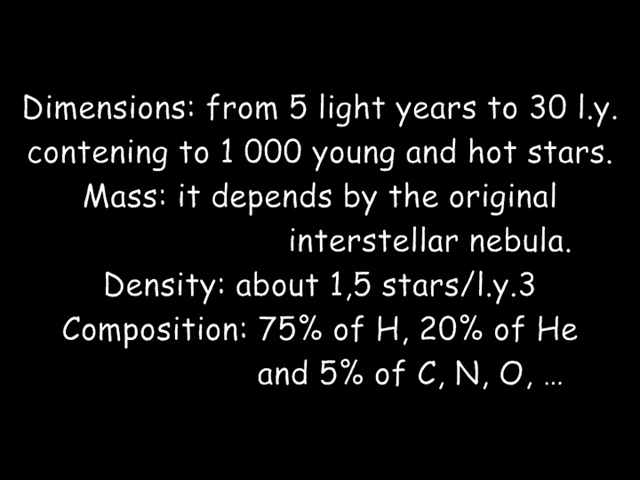 Dimensions: from 5 light years to 30 l.y.
contening to 1 000 young and hot stars.
Mass: it depends by the original
interstellar nebula.
Density: about 1,5 stars/l.y.3
Composition: 75% of H, 20% of He
and 5% of C, N, O, ...